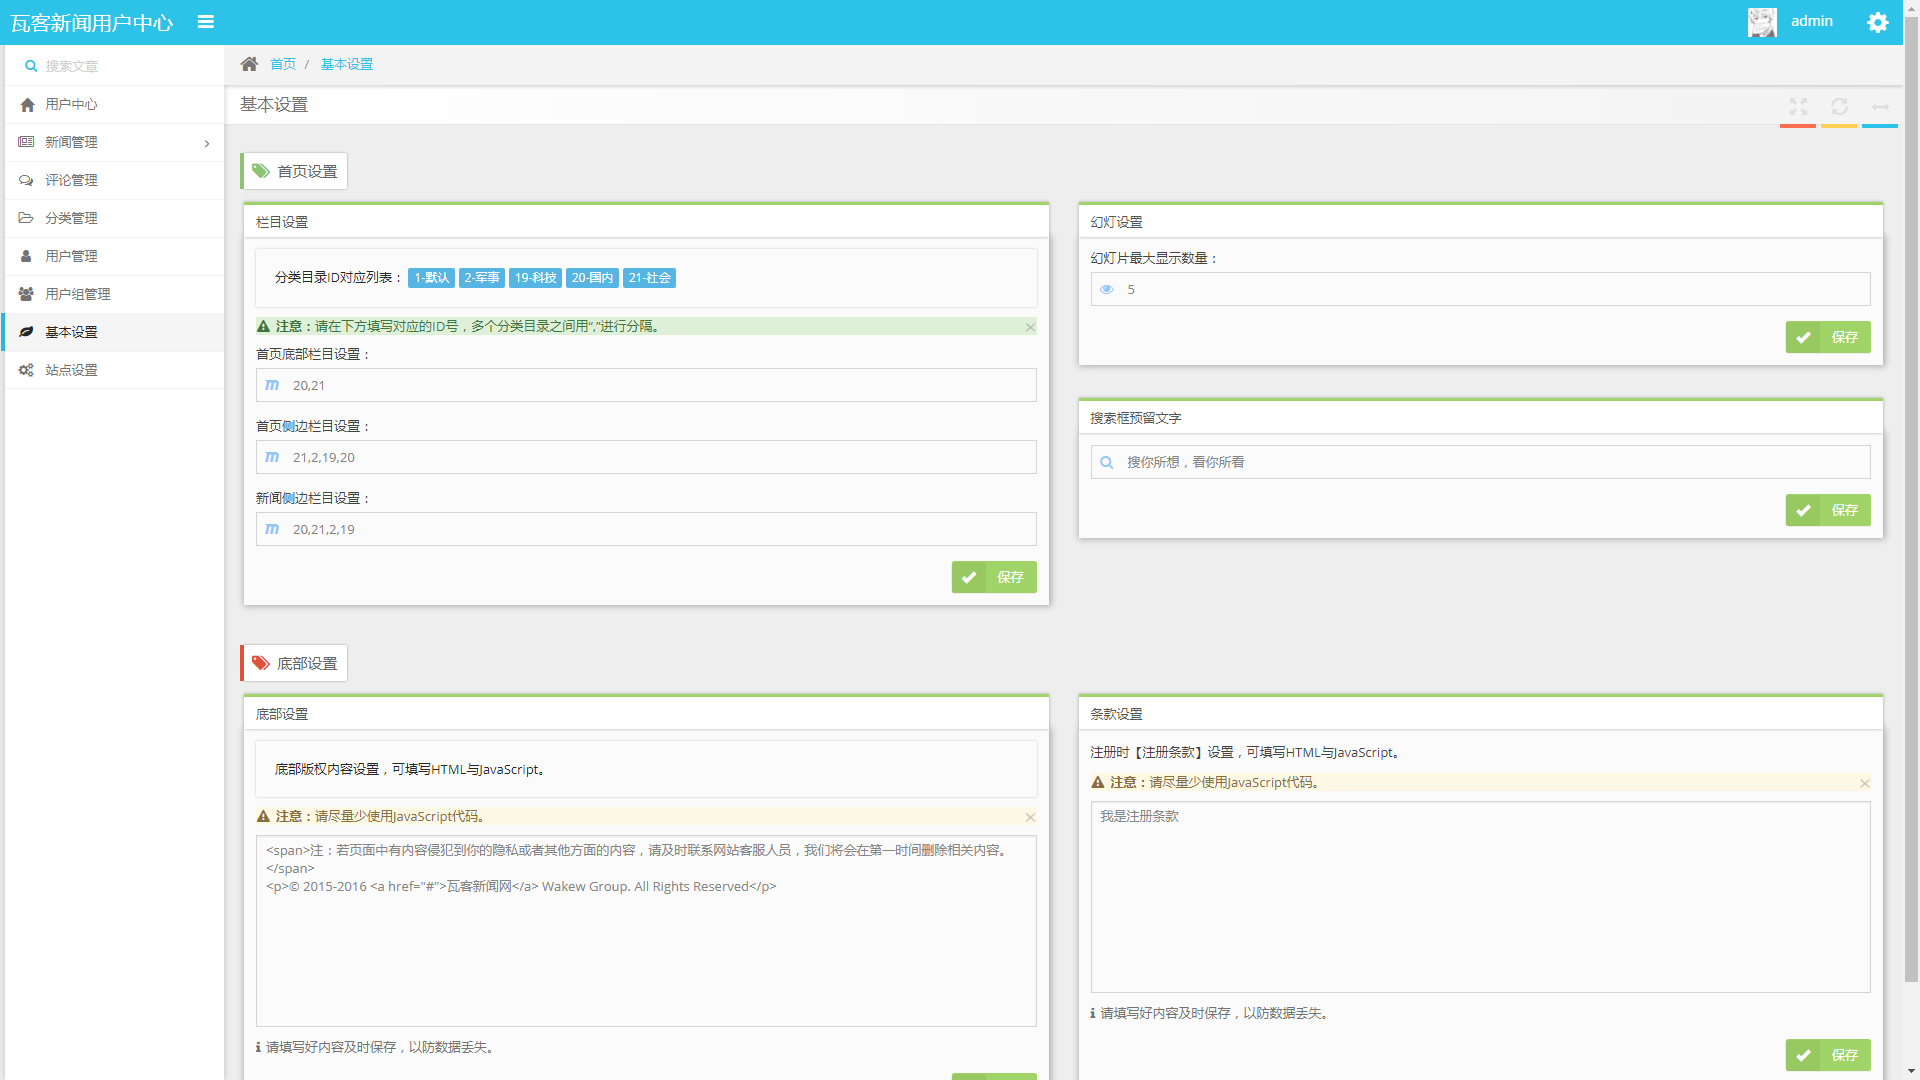 瓦客新闻用户中心
admin
搜索文章
用户中心
新闻管理
评论管理
分类管理
用户管理
用户组管理
基本设置
站点设置
首页 / 基本设置
基本设置
首页设置
栏目设置
分类目录ID对应列表： 1-默认 2-军事 19-科技 20-国内 21-社会
注意：请在下方填写对应的ID号，多个分类目录之间用“,”进行分隔。 ×
首页底部栏目设置：
20,21
首页侧边栏目设置：
21,2,19,20
新闻侧边栏目设置：
20,21,2,19
保存
幻灯设置
幻灯片最大显示数量：
5
保存
搜索框预留文字
搜你所想，看你所看
保存
底部设置
底部设置
底部版权内容设置，可填写HTML与JavaScript。
注意：请尽量少使用JavaScript代码。 ×
<span>注：若页面中有内容侵犯到你的隐私或者其他方面的内容，请及时联系网站客服人员，我们将会在第一时间删除相关内容。
</span>
<p>© 2015-2016 <a href="#">瓦客新闻网</a> Wakew Group. All Rights Reserved</p>
请填写好内容及时保存，以防数据丢失。
条款设置
注册时【注册条款】设置，可填写HTML与JavaScript。
注意：请尽量少使用JavaScript代码。 ×
我是注册条款
请填写好内容及时保存，以防数据丢失。
保存